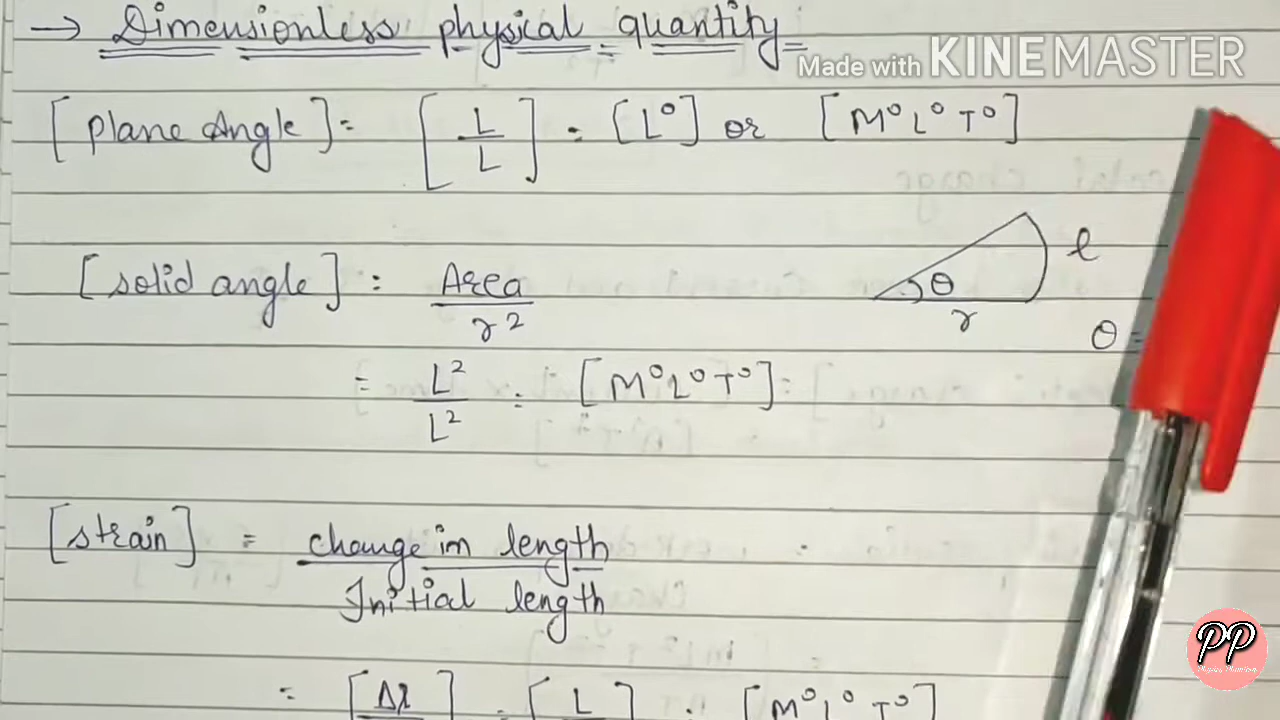 → Dimensionless physical quantity
Made with KINEMASTER
[Plane Angle] = [L/L] = [L⁰] or [M⁰L⁰T⁰]
[solid angle] = Area/r²
θ
l
r
θ =
= L²/L² = [M⁰L⁰T⁰]
[strain] = change in length
Initial length
= [Δl] = [L] = [M⁰L⁰T⁰]
PP